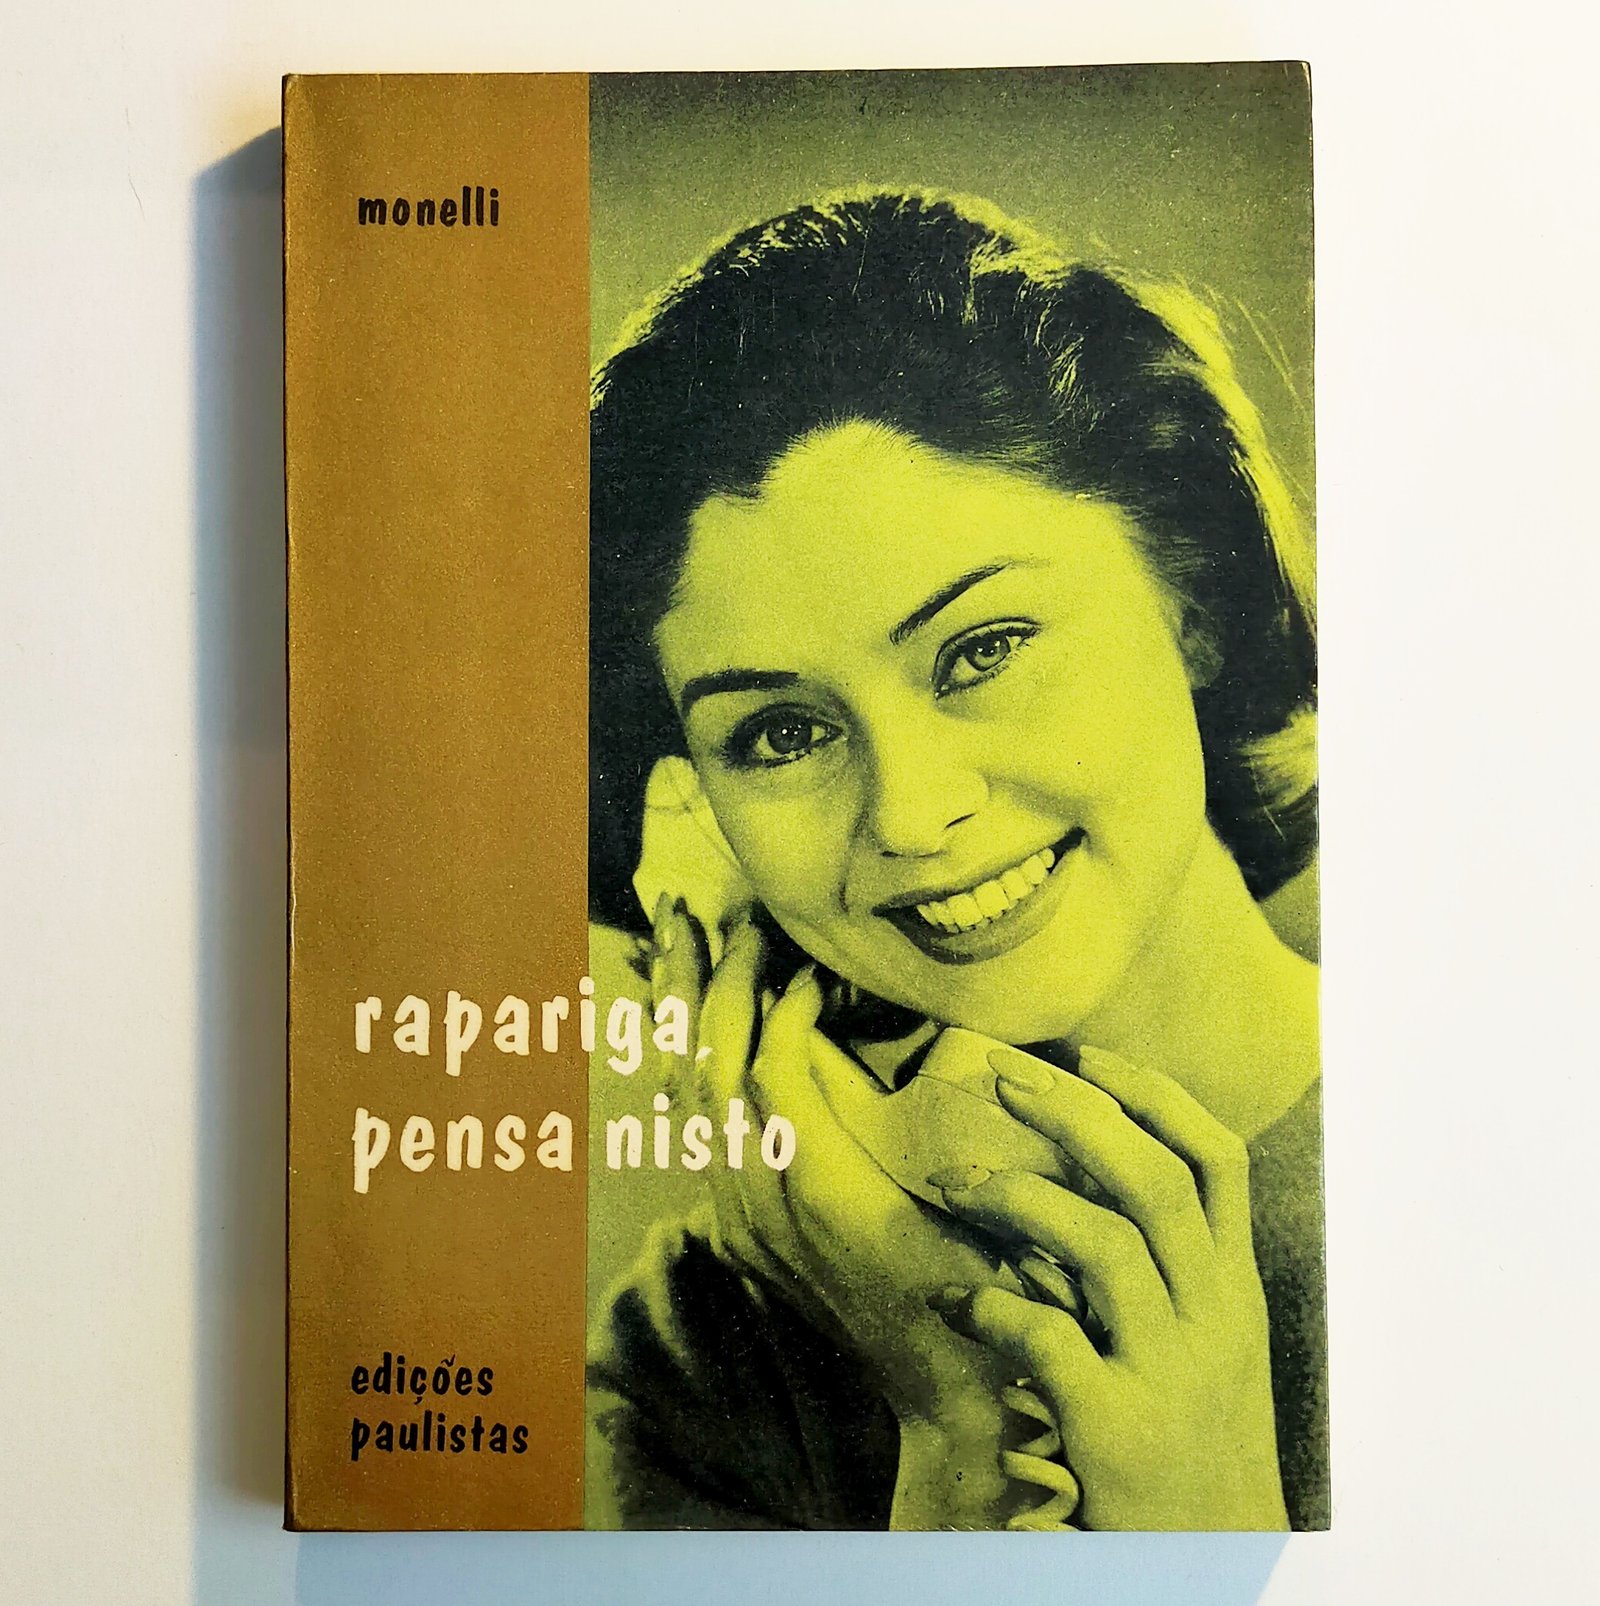 monelli
rapariga,
pensa nisto
edições
paulistas